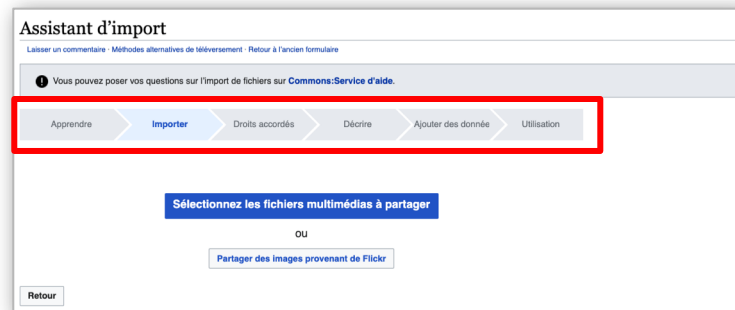 Assistant d'import
Laisser un commentaire · Méthodes alternatives de téléversement · Retour à l'ancien formulaire
Vous pouvez poser vos questions sur l'import de fichiers sur Commons:Service d'aide.
Apprendre Importer Droits accordés Décrire Ajouter des donnée Utilisation
Sélectionnez les fichiers multimédias à partager
ou
Partager des images provenant de Flickr
Retour